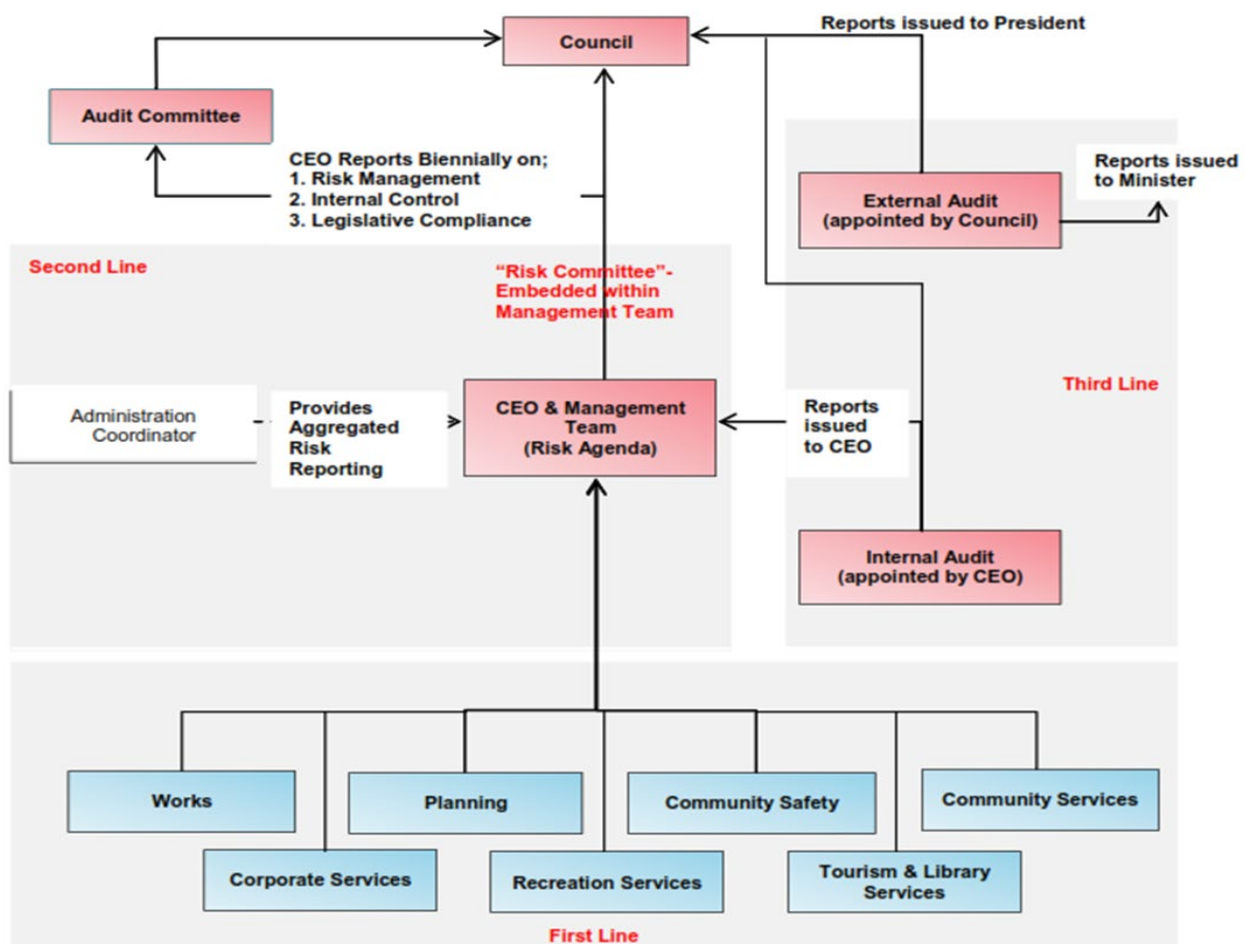 Reports issued to President
Council
Audit Committee
CEO Reports Biennially on;
1. Risk Management
2. Internal Control
3. Legislative Compliance
Reports issued
to Minister
External Audit
(appointed by Council)
Second Line
“Risk Committee”-
Embedded within
Management Team
Third Line
Administration
Coordinator
Provides
Aggregated
Risk
Reporting
CEO & Management
Team
(Risk Agenda)
Reports
issued
to CEO
Internal Audit
(appointed by CEO)
Works
Planning
Community Safety
Community Services
Corporate Services
Recreation Services
Tourism & Library
Services
First Line